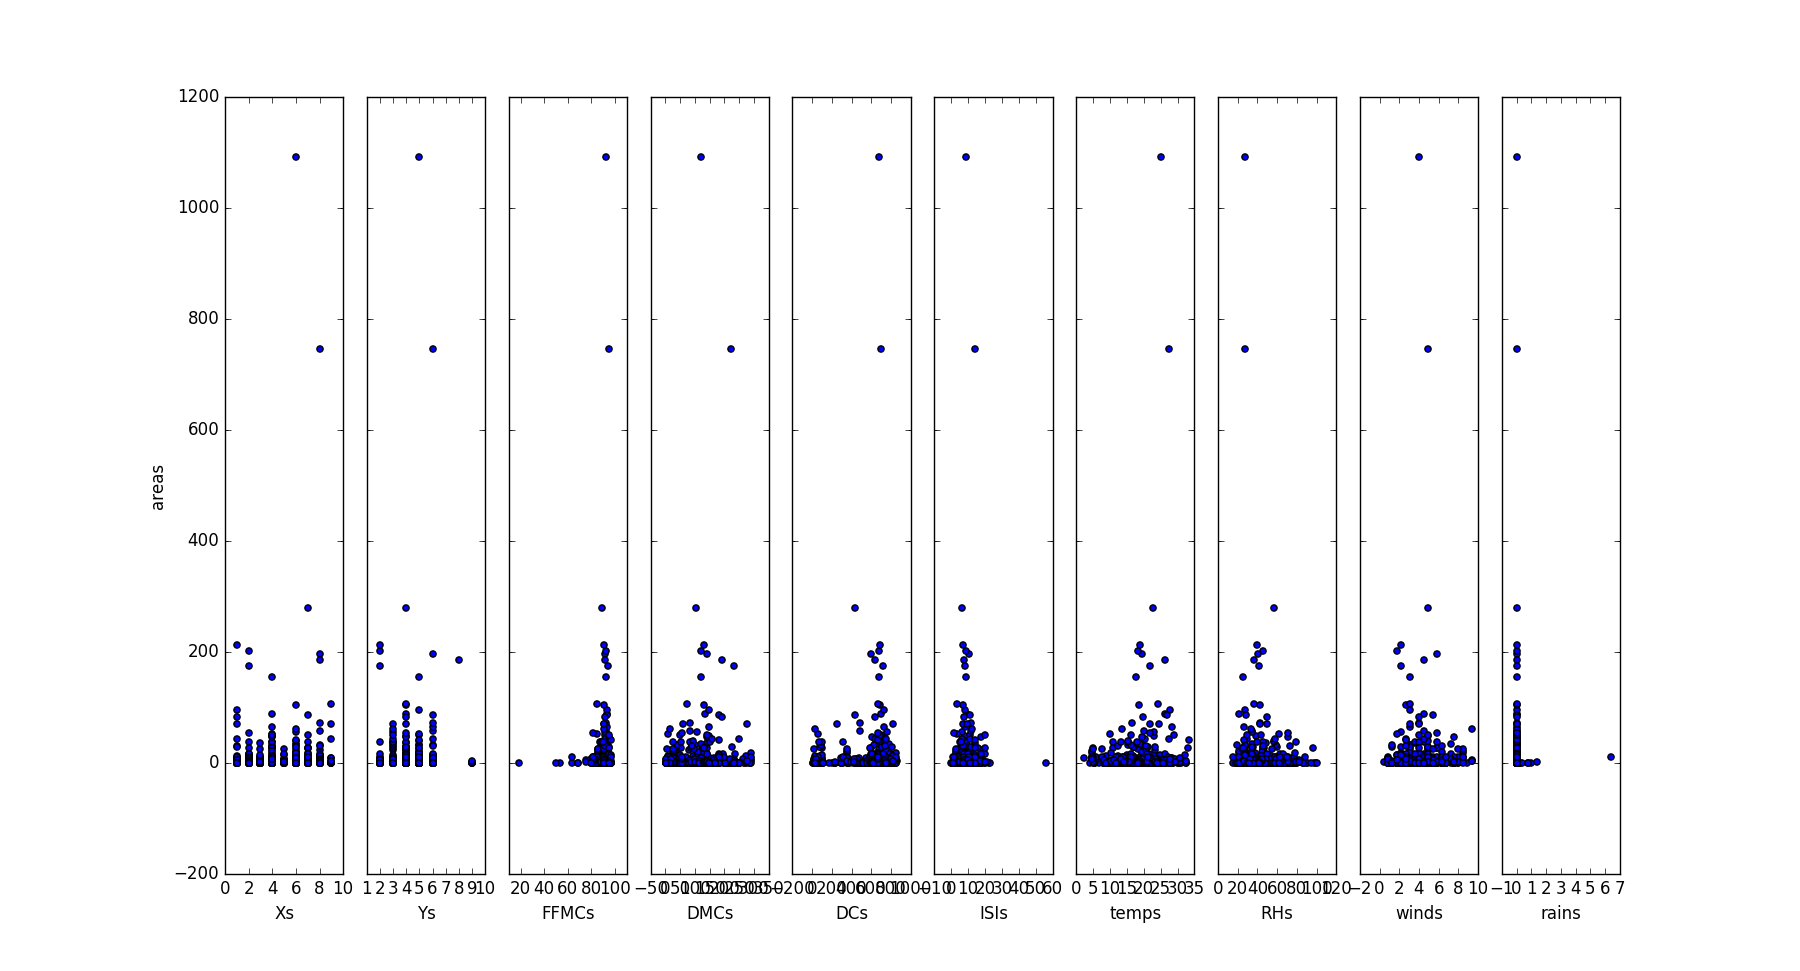 1200
1000
800
600
areas
400
200
0
−200
0 2 4 6 8 10 1 2 3 4 5 6 7 8 9 10 20 40 60 80 100 −50 0 50 100 150 200 250 300 350 −200 0 200 400 600 800 1000 −10 0 10 20 30 40 50 60 0 5 10 15 20 25 30 35 0 20 40 60 80 100 120 −2 0 2 4 6 8 10 −1 0 1 2 3 4 5 6 7
Xs Ys FFMCs DMCs DCs ISIs temps RHs winds rains